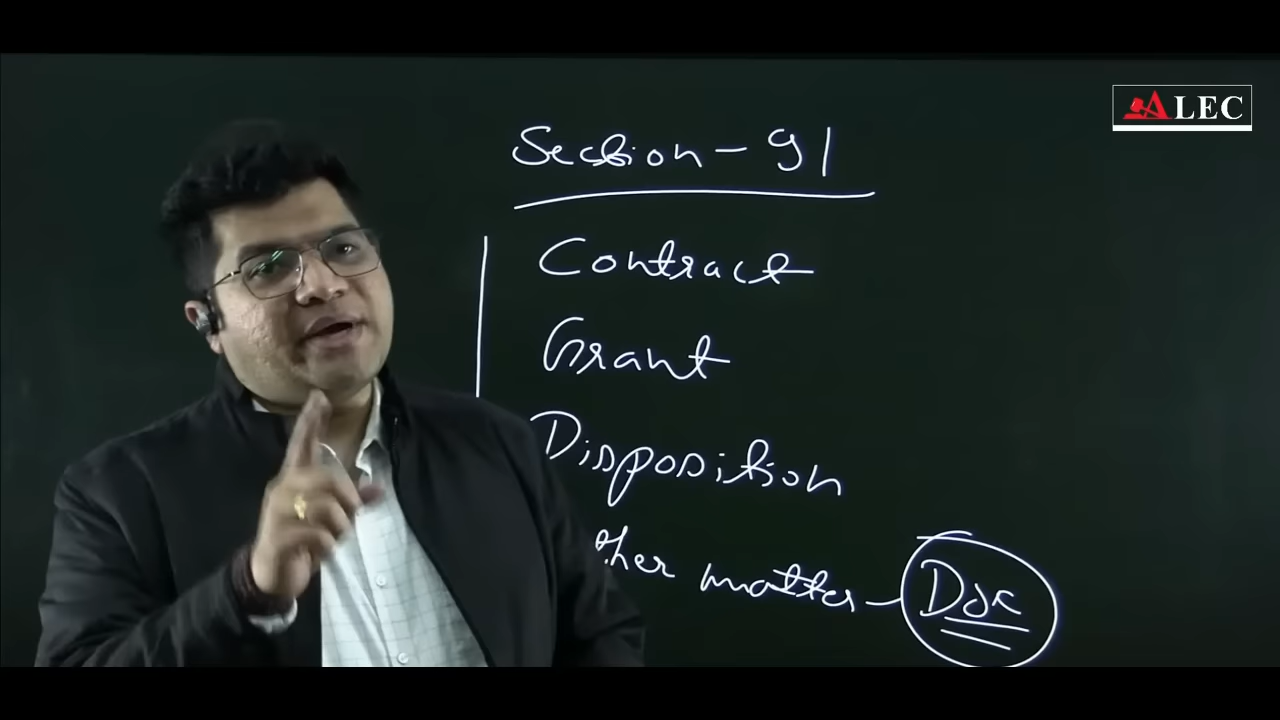 ALEC
Section - 91
Contract
Grant
Disposition
ther matter - Doc